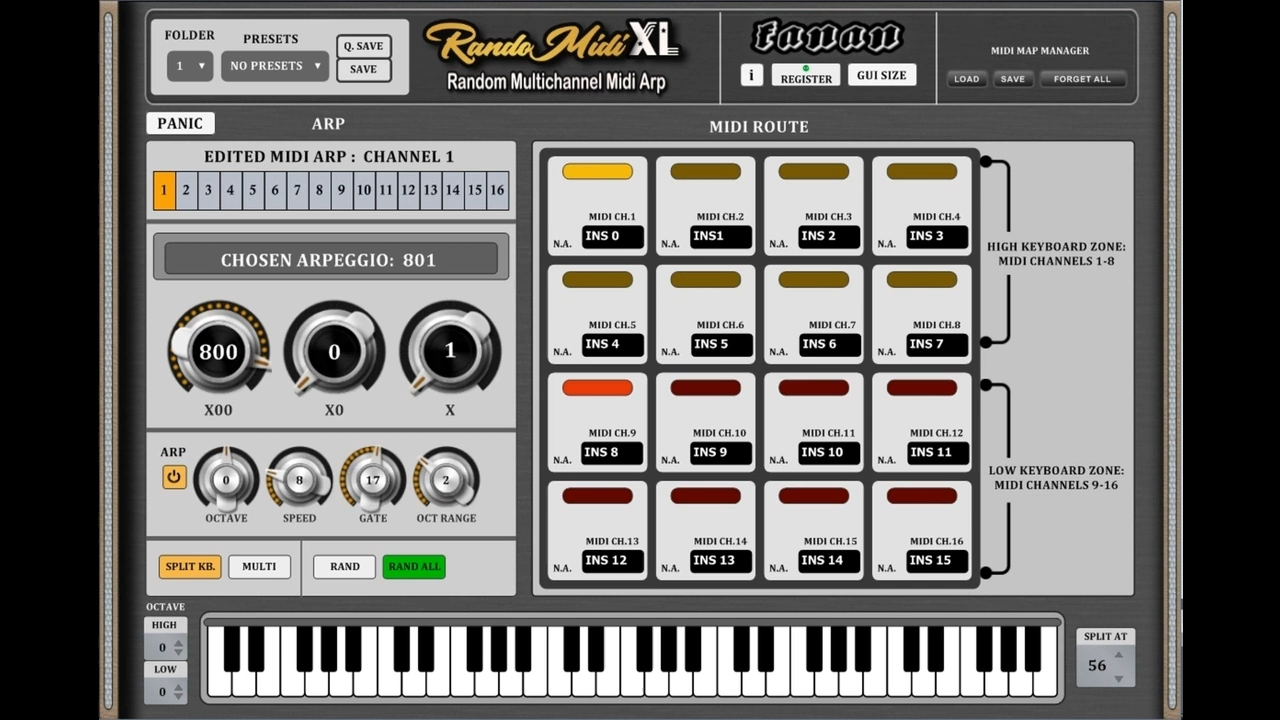 FOLDER
PRESETS
1
NO PRESETS
Q. SAVE
SAVE
Rando Midi XL
Random Multichannel Midi Arp
fanan
i
REGISTER
GUI SIZE
MIDI MAP MANAGER
LOAD
SAVE
FORGET ALL
PANIC
ARP
MIDI ROUTE
EDITED MIDI ARP : CHANNEL 1
1 2 3 4 5 6 7 8 9 10 11 12 13 14 15 16
CHOSEN ARPEGGIO: 801
800
0
1
X00
X0
X
ARP
0
8
17
2
OCTAVE
SPEED
GATE
OCT RANGE
SPLIT KB.
MULTI
RAND
RAND ALL
MIDI CH.1
N.A.
INS 0
MIDI CH.2
N.A.
INS1
MIDI CH.3
N.A.
INS 2
MIDI CH.4
N.A.
INS 3
MIDI CH.5
N.A.
INS 4
MIDI CH.6
N.A.
INS 5
MIDI CH.7
N.A.
INS 6
MIDI CH.8
N.A.
INS 7
MIDI CH.9
N.A.
INS 8
MIDI CH.10
N.A.
INS 9
MIDI CH.11
N.A.
INS 10
MIDI CH.12
N.A.
INS 11
MIDI CH.13
N.A.
INS 12
MIDI CH.14
N.A.
INS 13
MIDI CH.15
N.A.
INS 14
MIDI CH.16
N.A.
INS 15
HIGH KEYBOARD ZONE:
MIDI CHANNELS 1-8
LOW KEYBOARD ZONE:
MIDI CHANNELS 9-16
OCTAVE
HIGH
0
LOW
0
SPLIT AT
56